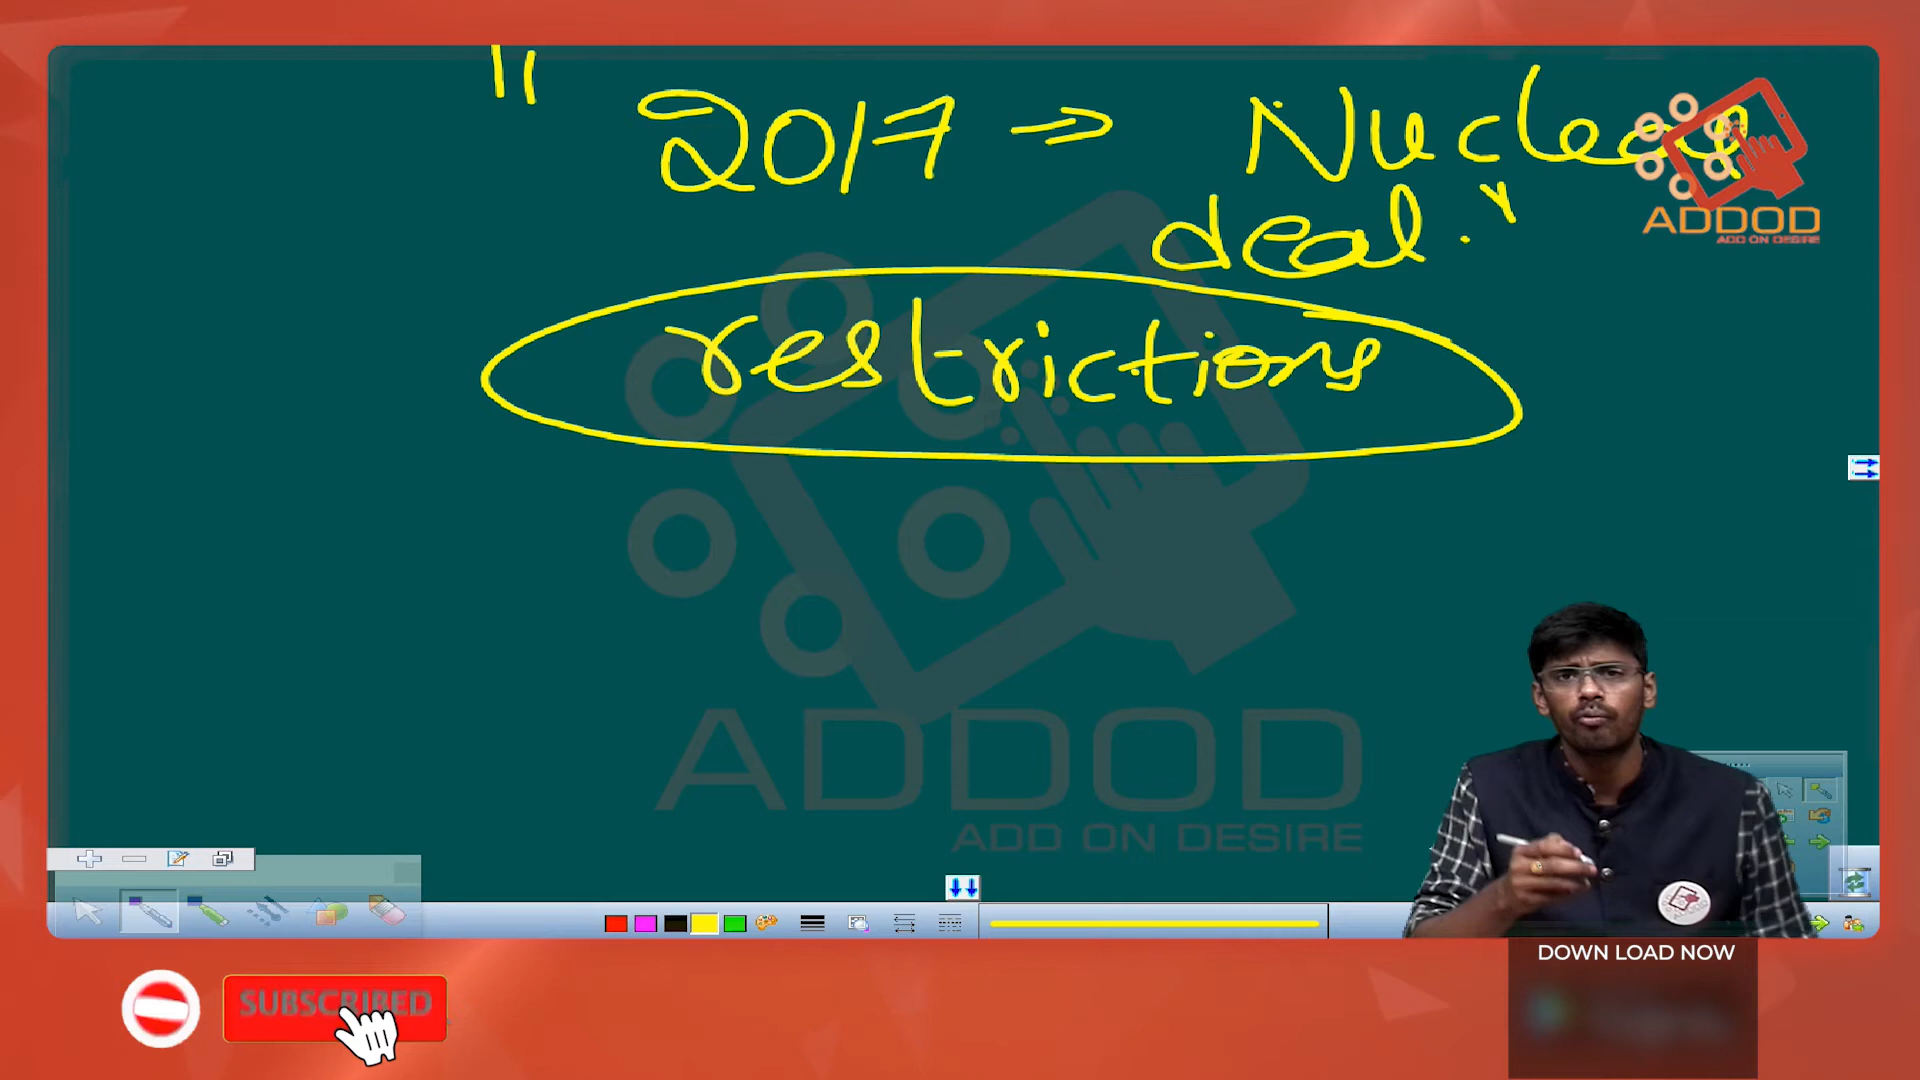 2017 → Nuclear
deal.
restrictions
ADDOD
ADD ON DESIRE
ADDOD
ADD ON DESIRE
DOWN LOAD NOW
SUBSCRIBED